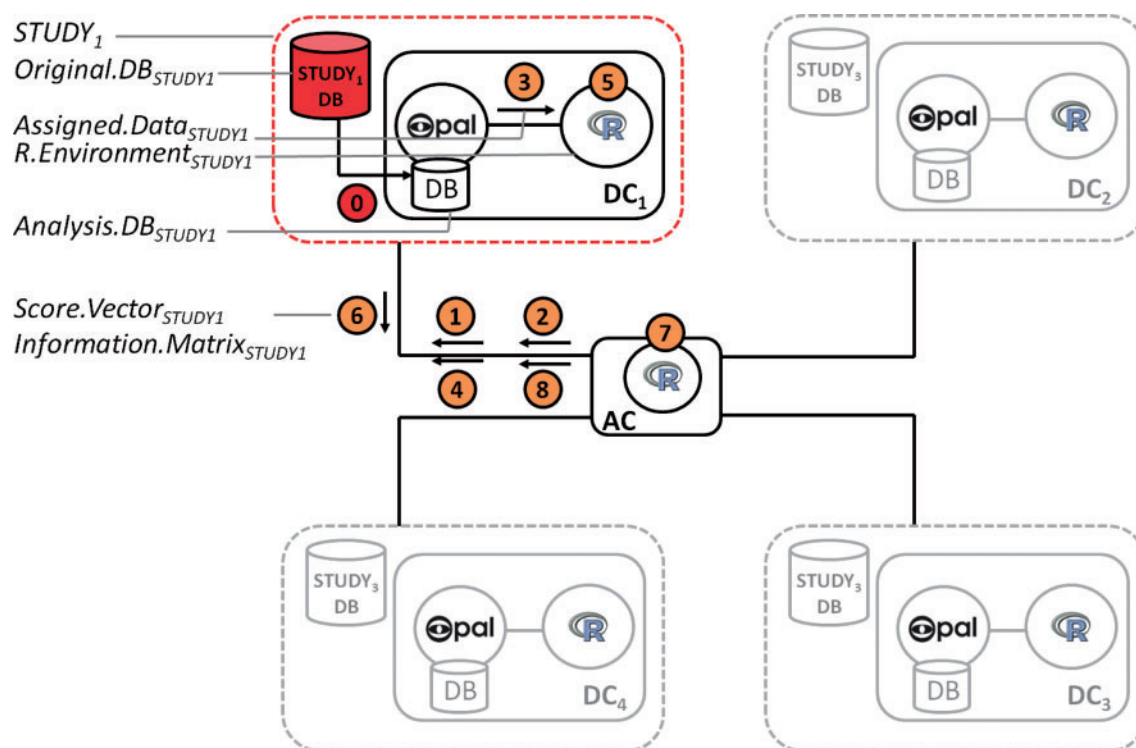 STUDY1
Original.DBSTUDY1
Assigned.DataSTUDY1
R.EnvironmentSTUDY1
Analysis.DBSTUDY1
STUDY1
DB
3
5
opal
R
DB
DC1
0
STUDY3
DB
opal
R
DB
DC2
Score.VectorSTUDY1
Information.MatrixSTUDY1
6
1
2
4
8
7
R
AC
STUDY3
DB
opal
R
DB
DC4
STUDY3
DB
opal
R
DB
DC3